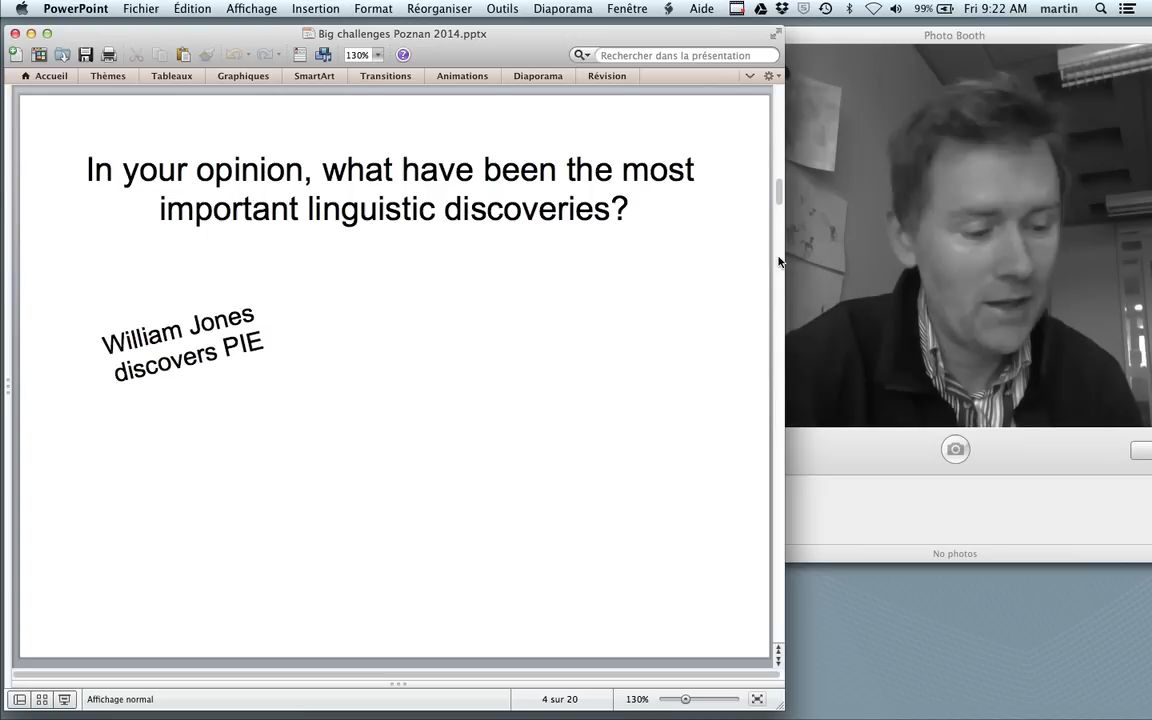 PowerPoint Fichier Édition Affichage Insertion Format Réorganiser Outils Diaporama Fenêtre Aide 99% Fri 9:22 AM martin
Big challenges Poznan 2014.pptx
Photo Booth
130% Rechercher dans la présentation
Accueil Thèmes Tableaux Graphiques SmartArt Transitions Animations Diaporama Révision
In your opinion, what have been the most
important linguistic discoveries?
William Jones
discovers PIE
No photos
Affichage normal 4 sur 20 130%